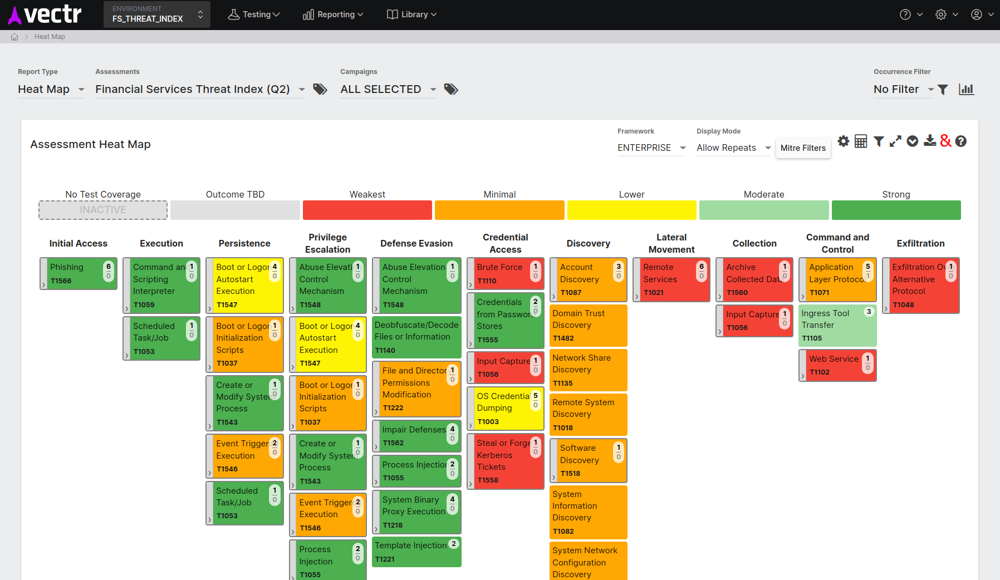 vectr
ENVIRONMENT
FS_THREAT_INDEX
Testing
Reporting
Library
Heat Map
Report Type
Heat Map
Assessments
Financial Services Threat Index (Q2)
Campaigns
ALL SELECTED
Occurrence Filter
No Filter
Assessment Heat Map
Framework
ENTERPRISE
Display Mode
Allow Repeats
Mitre Filters
&
?
No Test Coverage
INACTIVE
Outcome TBD
Weakest
Minimal
Lower
Moderate
Strong
Initial Access
Phishing
6
0
T1566
Execution
Command and
Scripting
Interpreter
1
0
T1059
Scheduled
Task/Job
1
0
T1053
Persistence
Boot or Logon
Autostart
Execution
4
0
T1547
Boot or Logon
Initialization
Scripts
1
0
T1037
Create or
Modify System
Process
1
0
T1543
Event Triggere
Execution
2
0
T1546
Scheduled
Task/Job
1
0
T1053
Privilege
Escalation
Abuse Elevation
Control
Mechanism
1
0
T1548
Boot or Logon
Autostart
Execution
4
0
T1547
Boot or Logon
Initialization
Scripts
1
0
T1037
Create or
Modify System
Process
1
0
T1543
Event Triggere
Execution
2
0
T1546
Process
Injection
2
0
T1055
Defense Evasion
Abuse Elevation
Control
Mechanism
1
0
T1548
Deobfuscate/Decode
Files or Information
T1140
File and Directory
Permissions
Modification
1
0
T1222
Impair Defenses
4
0
T1562
Process Injection
2
0
T1055
System Binary
Proxy Execution
4
0
T1218
Template Injection
2
T1221
Credential
Access
Brute Force
1
0
T1110
Credentials
from Password
Stores
2
0
T1555
Input Capture
1
0
T1056
OS Credential
Dumping
5
0
T1003
Steal or Forge
Kerberos
Tickets
1
0
T1558
Discovery
Account
Discovery
3
0
T1087
Domain Trust
Discovery
T1482
Network Share
Discovery
T1135
Remote System
Discovery
T1018
Software
Discovery
1
0
T1518
System
Information
Discovery
T1082
System Network
Configuration
Discovery
Lateral
Movement
Remote
Services
6
0
T1021
Collection
Archive
Collected Data
1
0
T1560
Input Capture
1
0
T1056
Command and
Control
Application
Layer Protocol
5
1
T1071
Ingress Tool
Transfer
3
T1105
Web Service
1
0
T1102
Exfiltration
Exfiltration Over
Alternative
Protocol
1
0
T1048